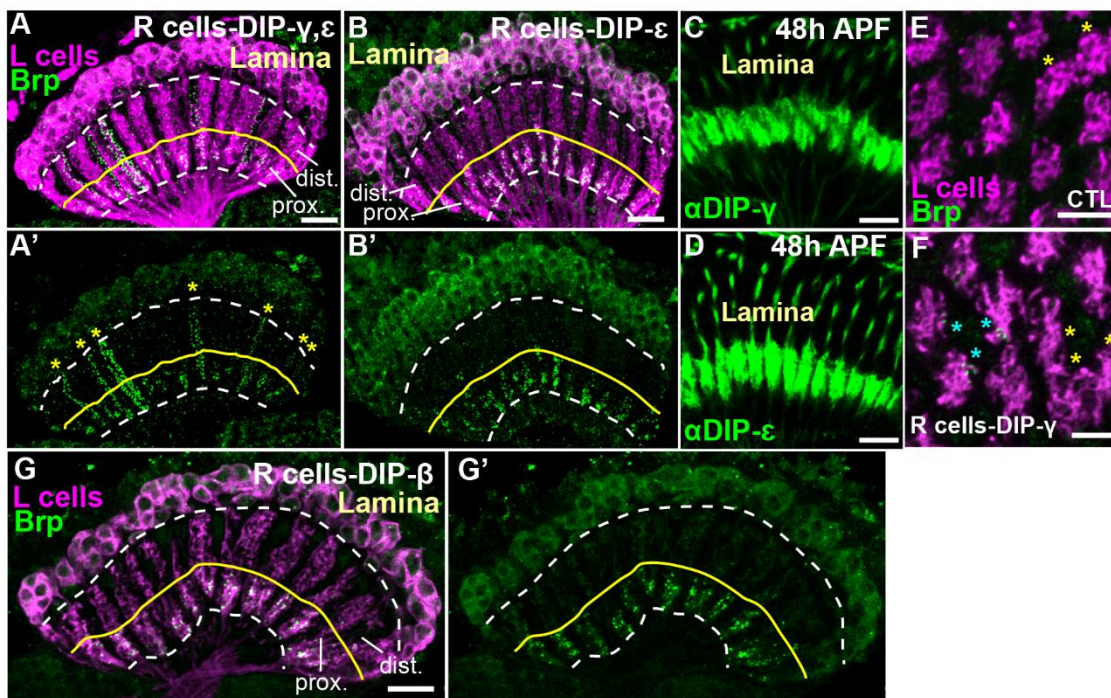 A
R cells-DIP-γ,ε
L cells
Lamina
Brp
dist.
prox.
B
R cells-DIP-ε
Lamina
dist.
prox.
C
48h APF
Lamina
αDIP-γ
E
* *
L cells
Brp
CTL
A’
* * * * * * *
B’
D
48h APF
Lamina
αDIP-ε
F
* * * * * *
R cells-DIP-γ
G
R cells-DIP-β
L cells
Lamina
Brp
prox.
dist.
G’